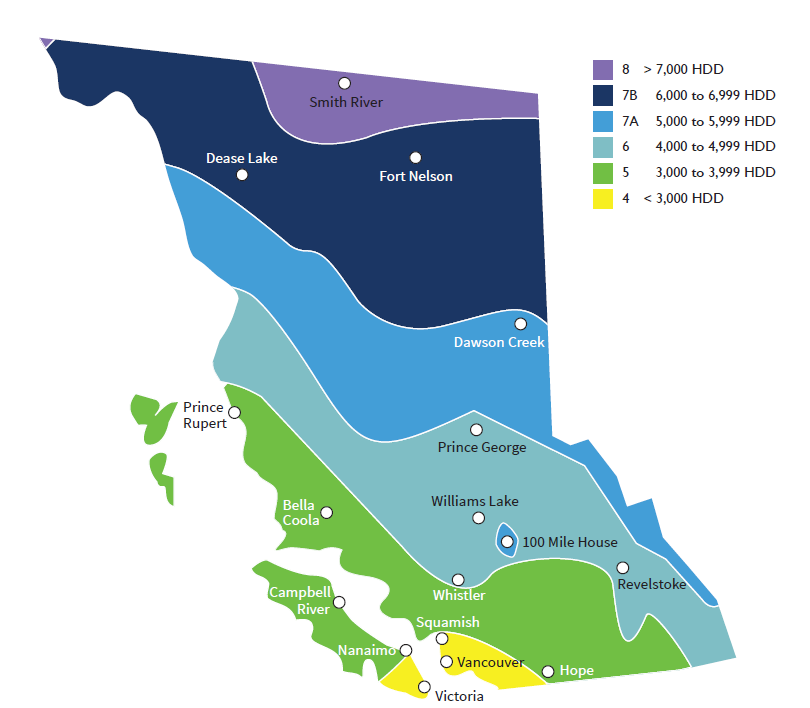 8 > 7,000 HDD
7B 6,000 to 6,999 HDD
7A 5,000 to 5,999 HDD
6 4,000 to 4,999 HDD
5 3,000 to 3,999 HDD
4 < 3,000 HDD
Smith River
Dease Lake
Fort Nelson
Dawson Creek
Prince
Rupert
Prince George
Williams Lake
Bella
Coola
100 Mile House
Revelstoke
Whistler
Campbell
River
Squamish
Nanaimo
Vancouver
Hope
Victoria